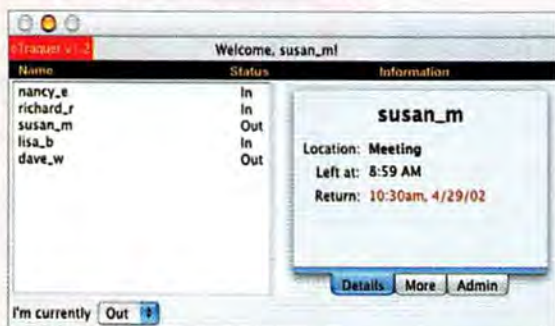 eTraquer v1.2
Welcome, susan_m!
Name Status Information
nancy_e In
richard_r In
susan_m Out
lisa_b In
dave_w Out
susan_m
Location: Meeting
Left at: 8:59 AM
Return: 10:30am, 4/29/02
Details More Admin
I'm currently Out